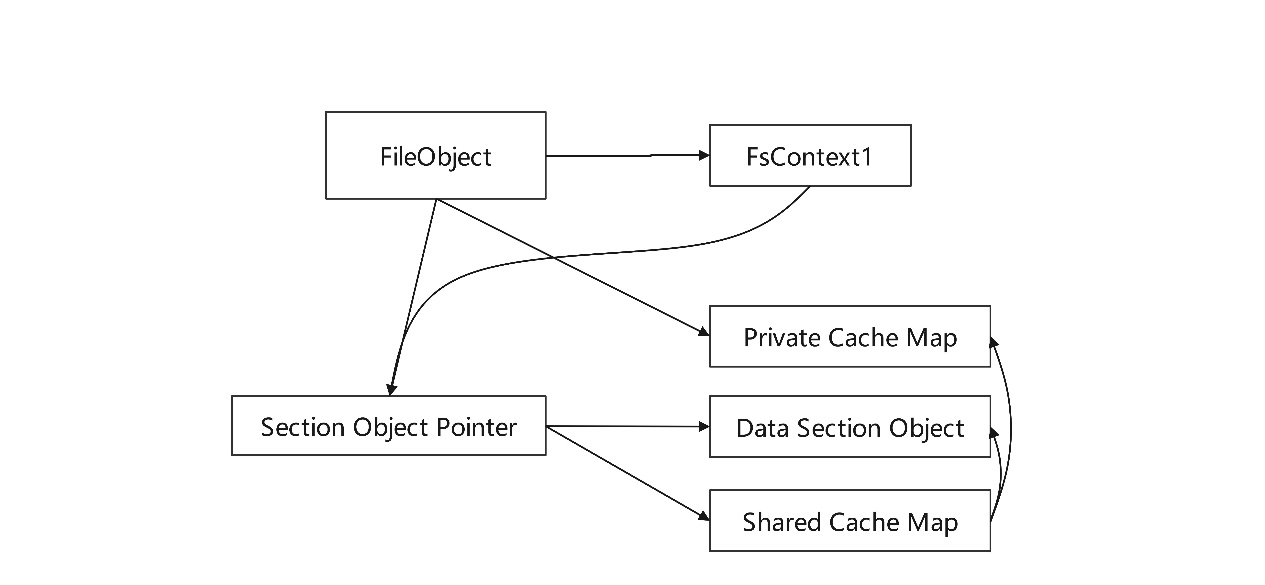 FileObject
FsContext1
Private Cache Map
Section Object Pointer
Data Section Object
Shared Cache Map